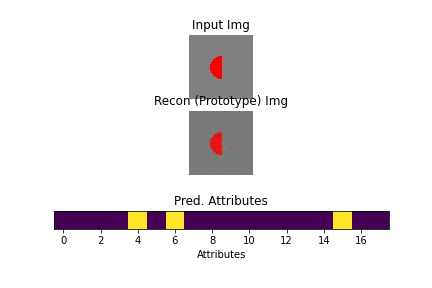 Input Img
Recon (Prototype) Img
Pred. Attributes
0 2 4 6 8 10 12 14 16
Attributes